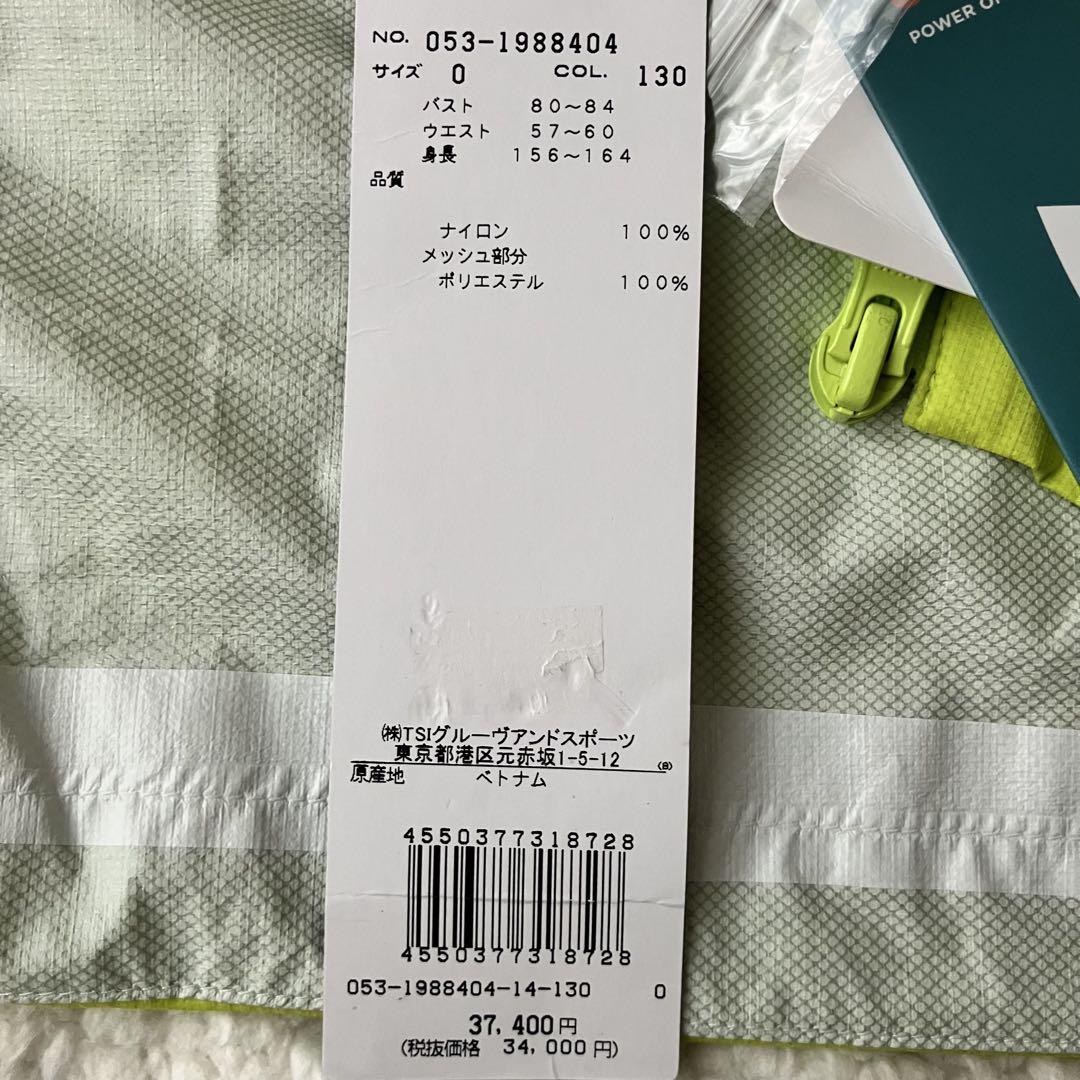 POWER OF
NO. 053-1988404
サイズ 0 COL. 130
バスト 80～84
ウエスト 57～60
身長 156～164
品質
ナイロン 100%
メッシュ部分
ポリエステル 100%
㈱TSIグルーヴアンドスポーツ
東京都港区元赤坂1-5-12
原産地 ベトナム
4550377318728
4550377318728
053-1988404-14-130 0
37,400円
(税抜価格 34,000円)